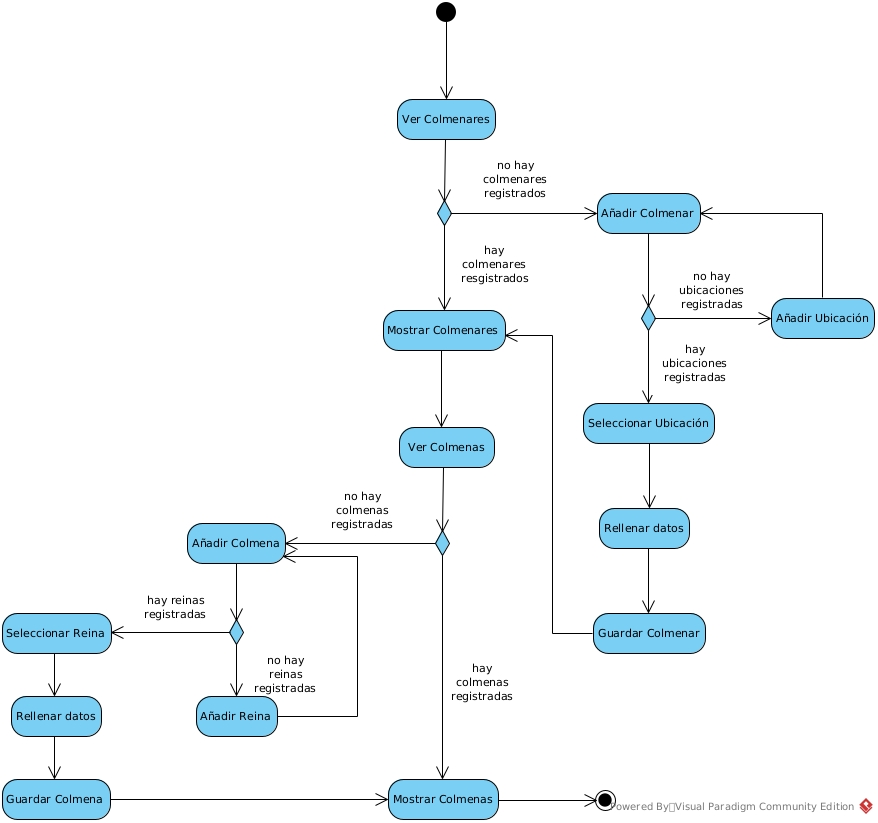 Ver Colmenares
no hay
colmenares
registrados
Añadir Colmenar
hay
colmenares
resgistrados
no hay
ubicaciones
registradas
Añadir Ubicación
Mostrar Colmenares
hay
ubicaciones
registradas
Seleccionar Ubicación
Ver Colmenas
no hay
colmenas
registradas
Rellenar datos
Añadir Colmena
hay reinas
registradas
Seleccionar Reina
Guardar Colmenar
no hay
reinas
registradas
hay
colmenas
registradas
Rellenar datos
Añadir Reina
Guardar Colmena
Mostrar Colmenas
Powered By Visual Paradigm Community Edition